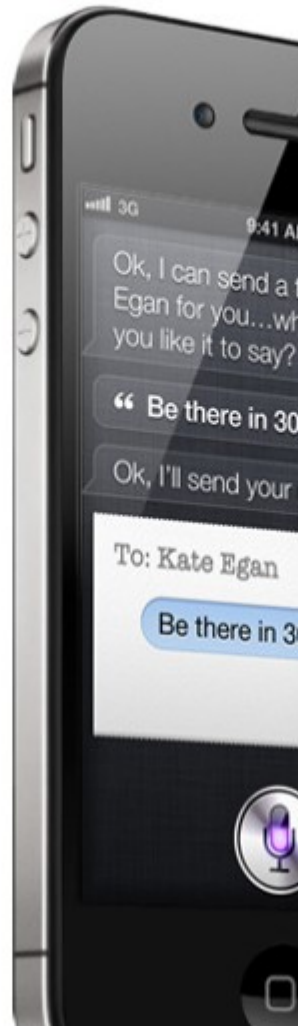 3G
9:41 A
Ok, I can send a
Egan for you...wh
you like it to say?
“ Be there in 30
Ok, I'll send your
To: Kate Egan
Be there in 3